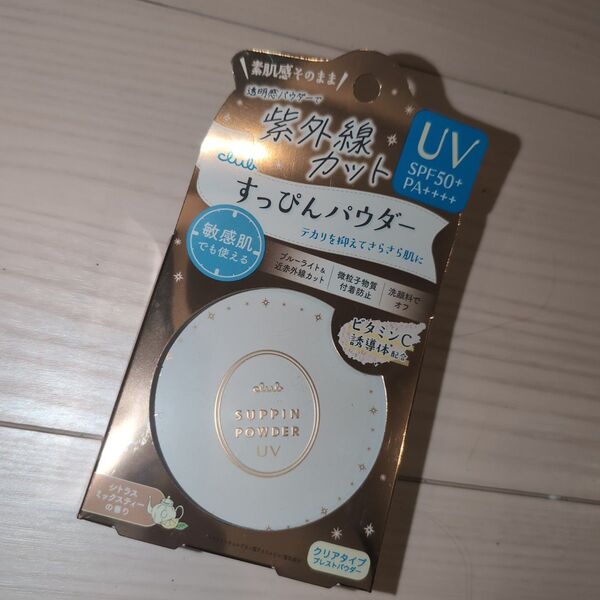 素肌感そのまま
透明感パウダーで
紫外線
カット
UV
SPF50+
PA++++
club
すっぴんパウダー
テカリを抑えてさらさら肌に
敏感肌
でも使える
ブルーライト&
近赤外線カット
微粒子物質
付着防止
洗顔料で
オフ
ビタミンC
誘導体配合
club
SUPPIN
POWDER
UV
シトラス
ミックスティー
の香り
クリアタイプ
プレストパウダー